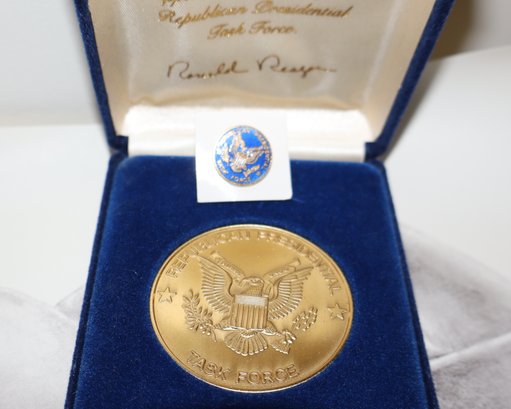 Republican Presidential
Task Force.
Ronald Reagan
REPUBLICAN PRESIDENTIAL
TASK FORCE